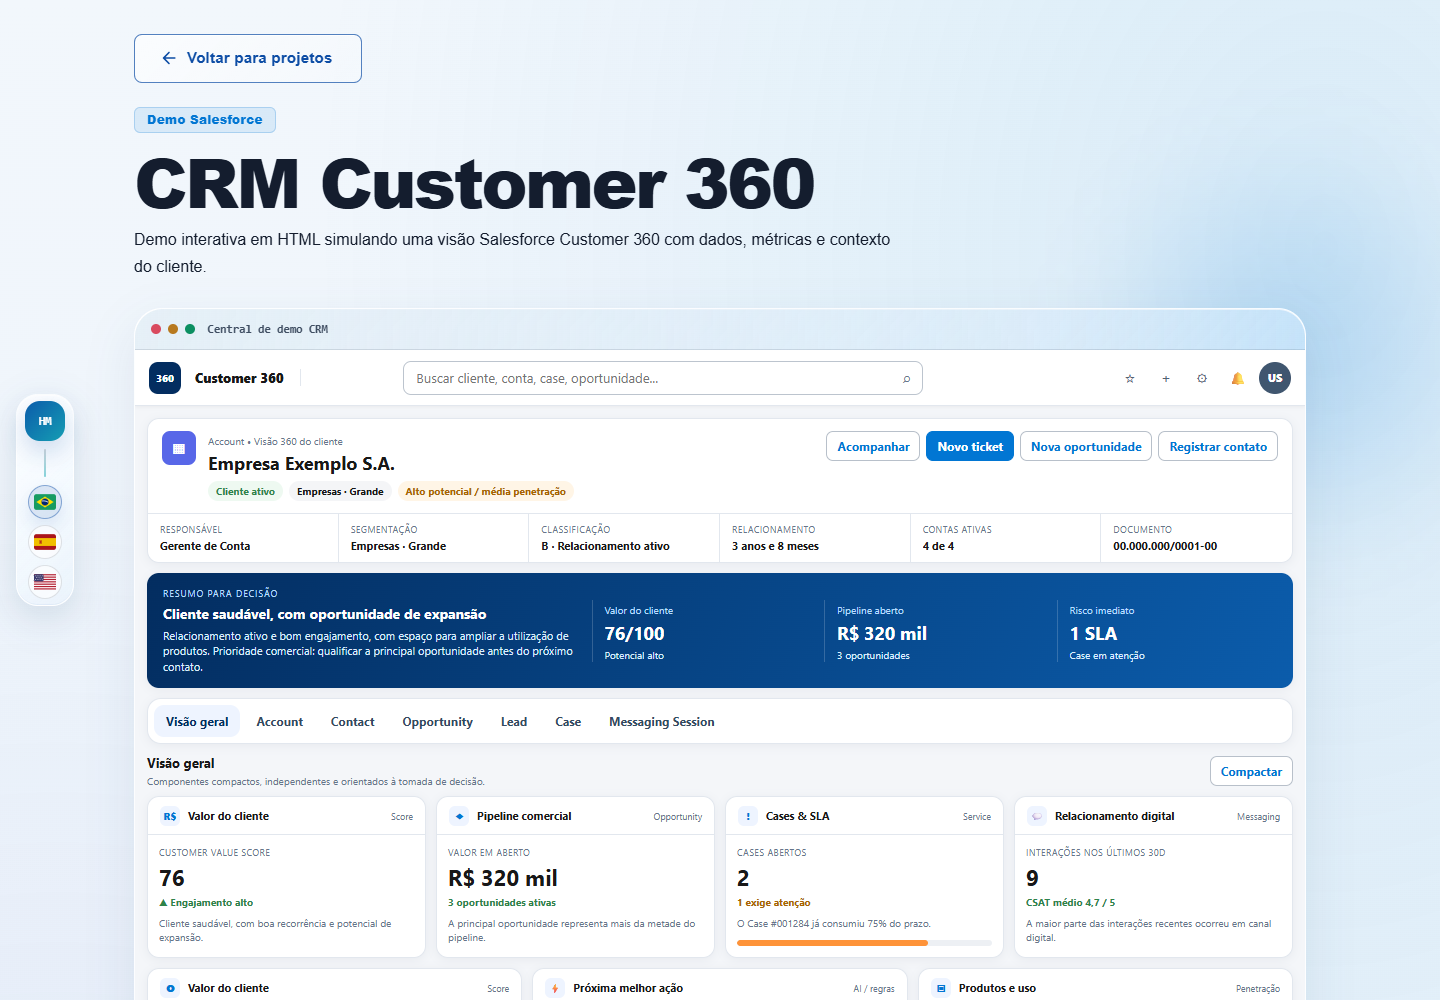 ← Voltar para projetos
Demo Salesforce
CRM Customer 360
Demo interativa em HTML simulando uma visão Salesforce Customer 360 com dados, métricas e contexto
do cliente.
Central de demo CRM
360 Customer 360
Buscar cliente, conta, case, oportunidade...
US
HM
Account • Visão 360 do cliente
Empresa Exemplo S.A.
Acompanhar Novo ticket Nova oportunidade Registrar contato
Cliente ativo Empresas · Grande Alto potencial / média penetração
RESPONSÁVEL SEGMENTAÇÃO CLASSIFICAÇÃO RELACIONAMENTO CONTAS ATIVAS DOCUMENTO
Gerente de Conta Empresas · Grande B · Relacionamento ativo 3 anos e 8 meses 4 de 4 00.000.000/0001-00
RESUMO PARA DECISÃO
Cliente saudável, com oportunidade de expansão
Relacionamento ativo e bom engajamento, com espaço para ampliar a utilização de
produtos. Prioridade comercial: qualificar a principal oportunidade antes do próximo
contato.
Valor do cliente
76/100
Potencial alto
Pipeline aberto
R$ 320 mil
3 oportunidades
Risco imediato
1 SLA
Case em atenção
Visão geral Account Contact Opportunity Lead Case Messaging Session
Visão geral
Componentes compactos, independentes e orientados à tomada de decisão.
Compactar
R$ Valor do cliente Score
CUSTOMER VALUE SCORE
76
▲ Engajamento alto
Cliente saudável, com boa recorrência e potencial de
expansão.
Pipeline comercial Opportunity
VALOR EM ABERTO
R$ 320 mil
3 oportunidades ativas
A principal oportunidade representa mais da metade do
pipeline.
! Cases & SLA Service
CASES ABERTOS
2
1 exige atenção
O Case #001284 já consumiu 75% do prazo.
Relacionamento digital Messaging
INTERAÇÕES NOS ÚLTIMOS 30D
9
CSAT médio 4,7 / 5
A maior parte das interações recentes ocorreu em canal
digital.
Valor do cliente Score
Próxima melhor ação AI / regras
Produtos e uso Penetração